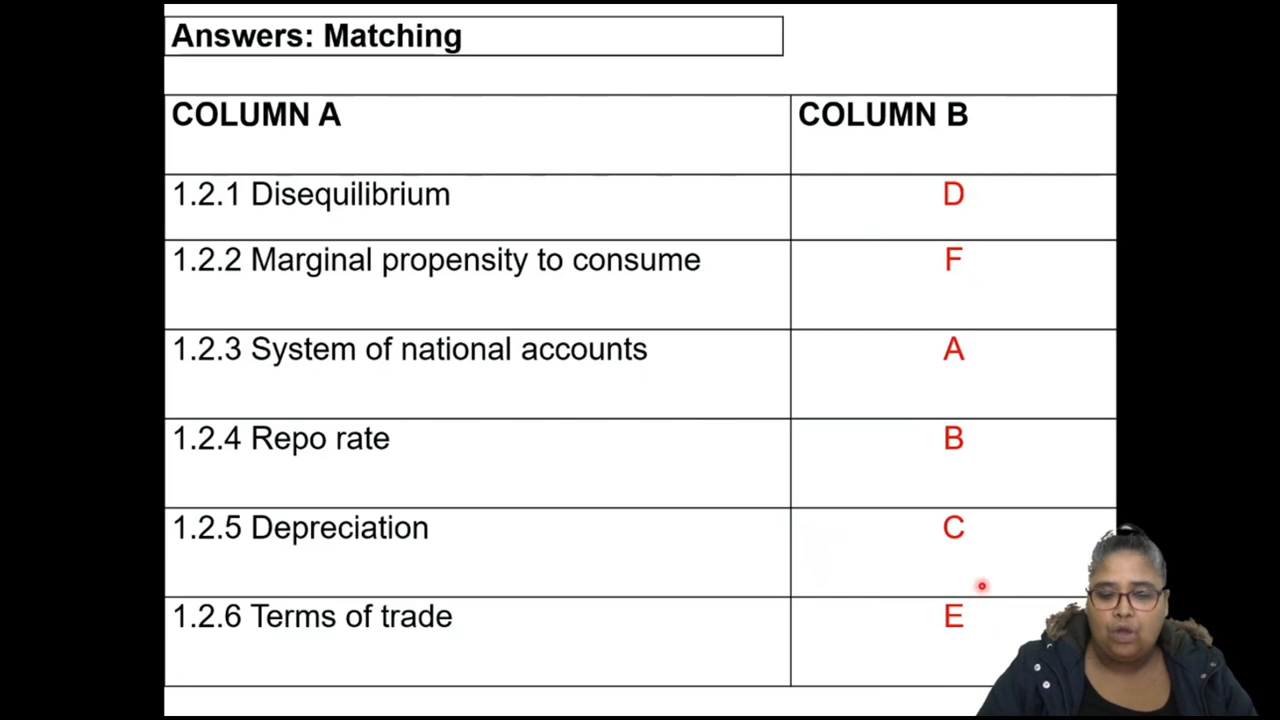 Answers: Matching
COLUMN A
COLUMN B
1.2.1 Disequilibrium
D
1.2.2 Marginal propensity to consume
F
1.2.3 System of national accounts
A
1.2.4 Repo rate
B
1.2.5 Depreciation
C
1.2.6 Terms of trade
E